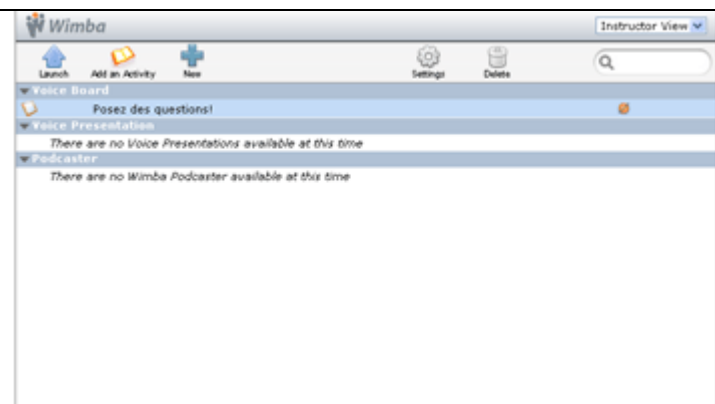 Wimba
Instructor View
Launch
Add an Activity
New
Settings
Delete
Voice Board
Posez des questions!
Voice Presentation
There are no Voice Presentations available at this time
Podcaster
There are no Wimba Podcaster available at this time